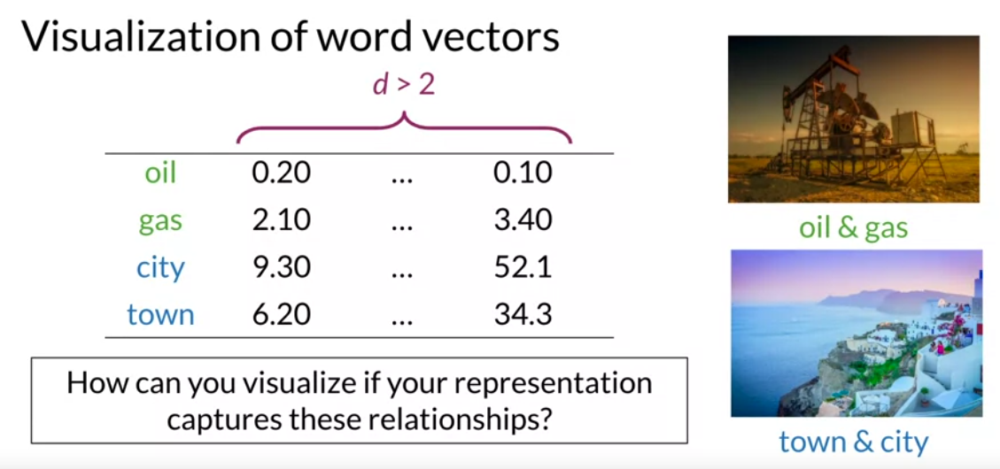 Visualization of word vectors
d > 2
oil 0.20 ... 0.10
gas 2.10 ... 3.40
city 9.30 ... 52.1
town 6.20 ... 34.3
How can you visualize if your representation
captures these relationships?
oil & gas
town & city